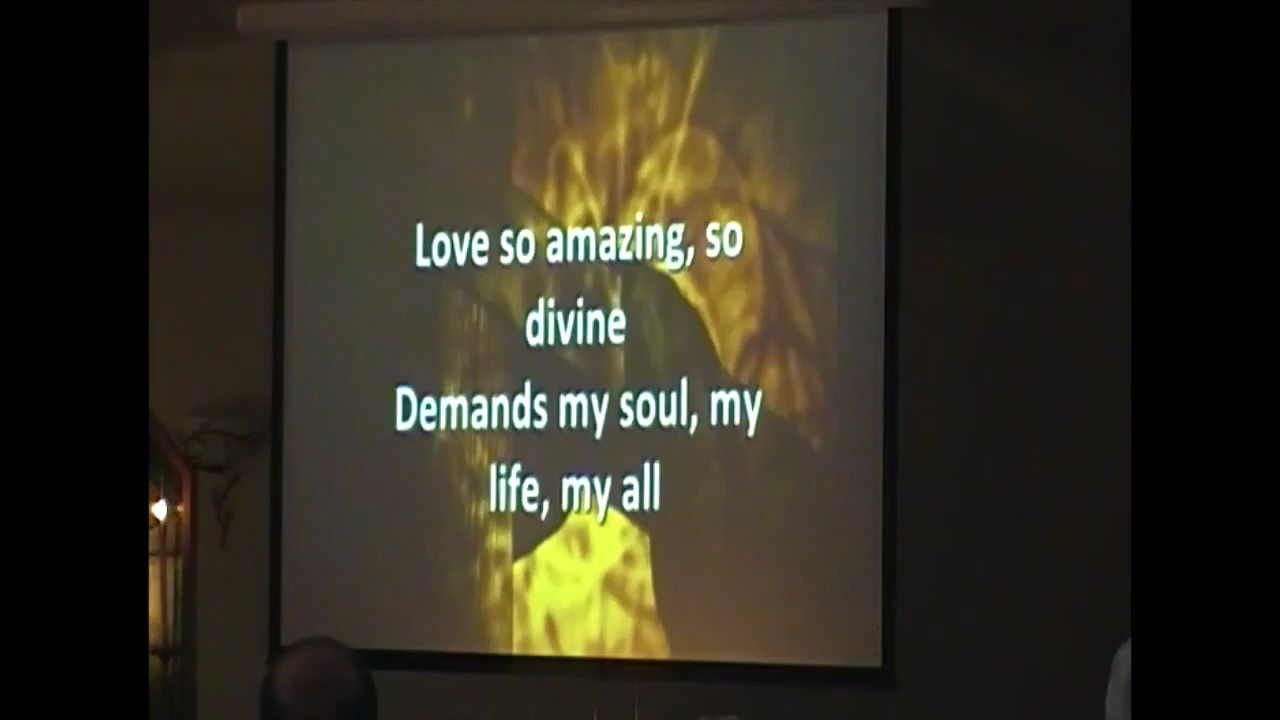 Love so amazing, so
divine
Demands my soul, my
life, my all